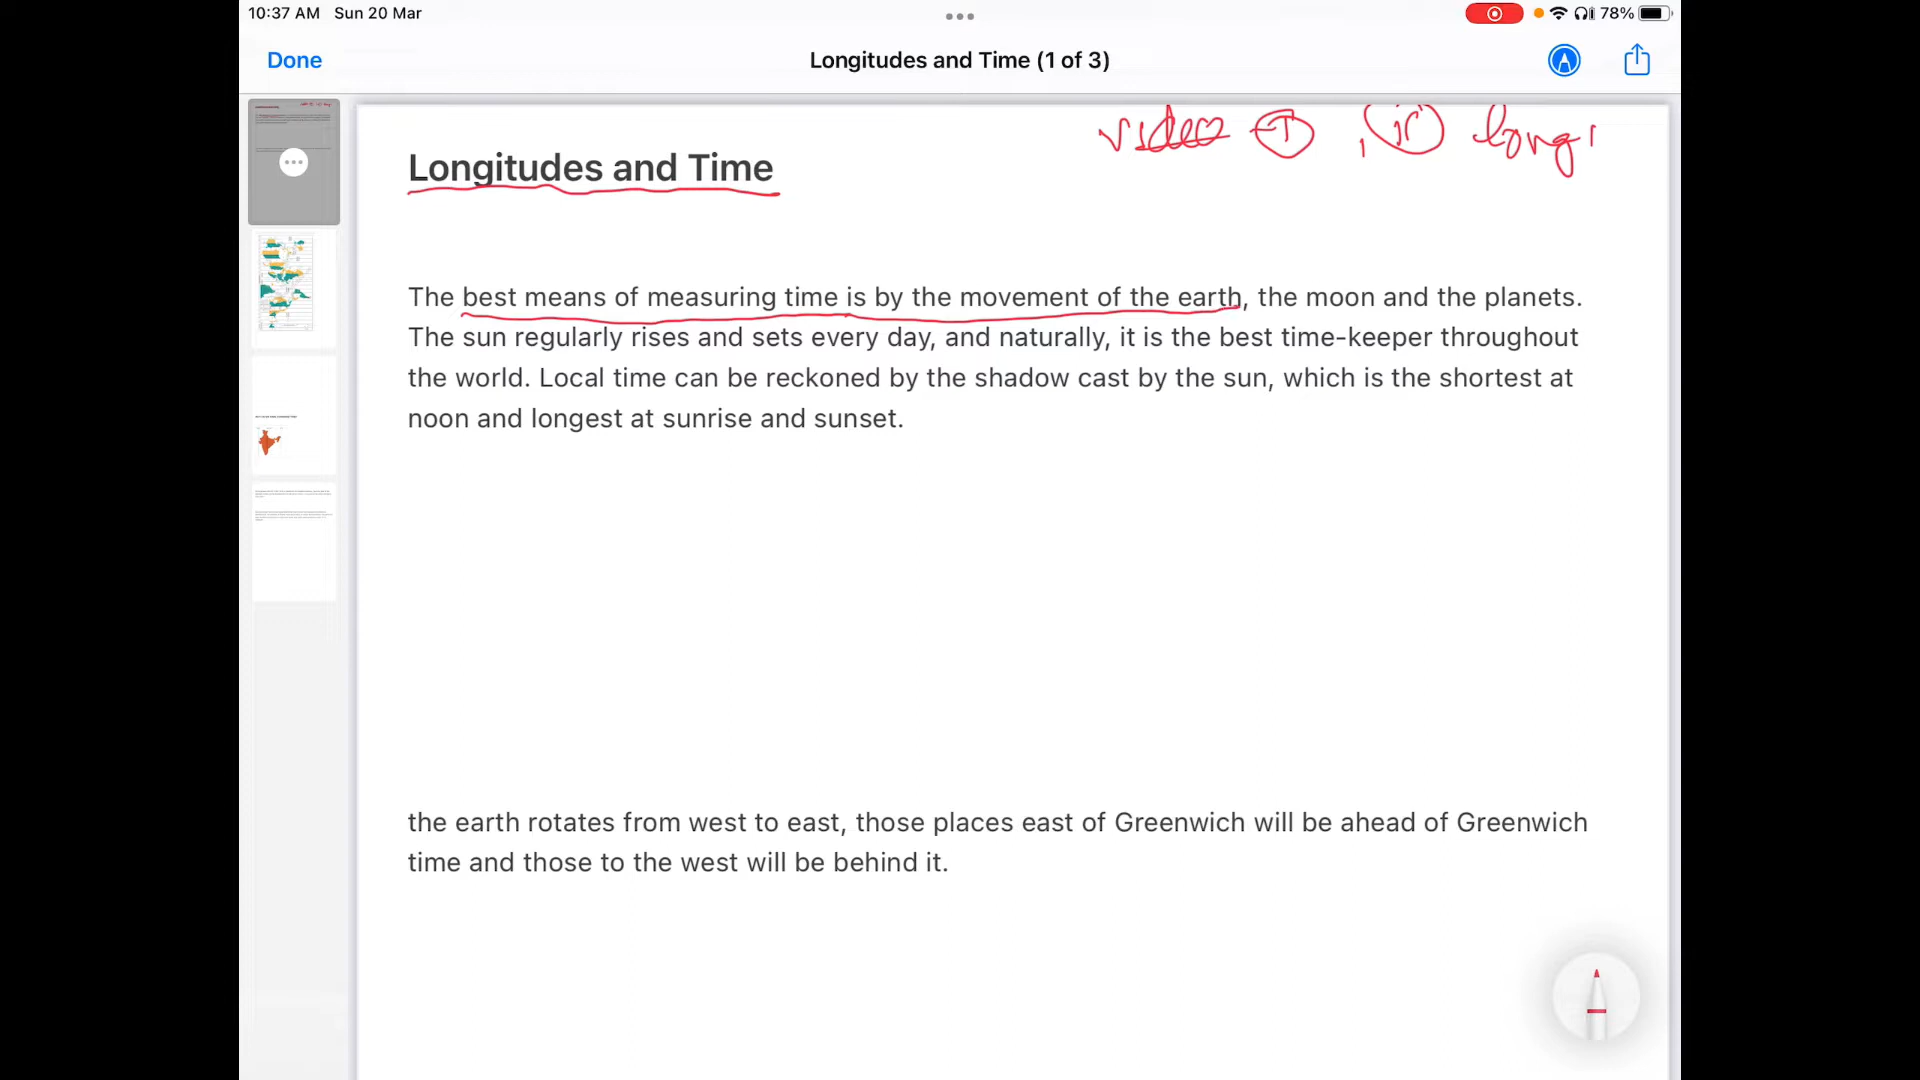 10:37 AM Sun 20 Mar
78%
Done
Longitudes and Time (1 of 3)
video
Longitudes and Time
The best means of measuring time is by the movement of the earth, the moon and the planets.
The sun regularly rises and sets every day, and naturally, it is the best time-keeper throughout
the world. Local time can be reckoned by the shadow cast by the sun, which is the shortest at
noon and longest at sunrise and sunset.
the earth rotates from west to east, those places east of Greenwich will be ahead of Greenwich
time and those to the west will be behind it.